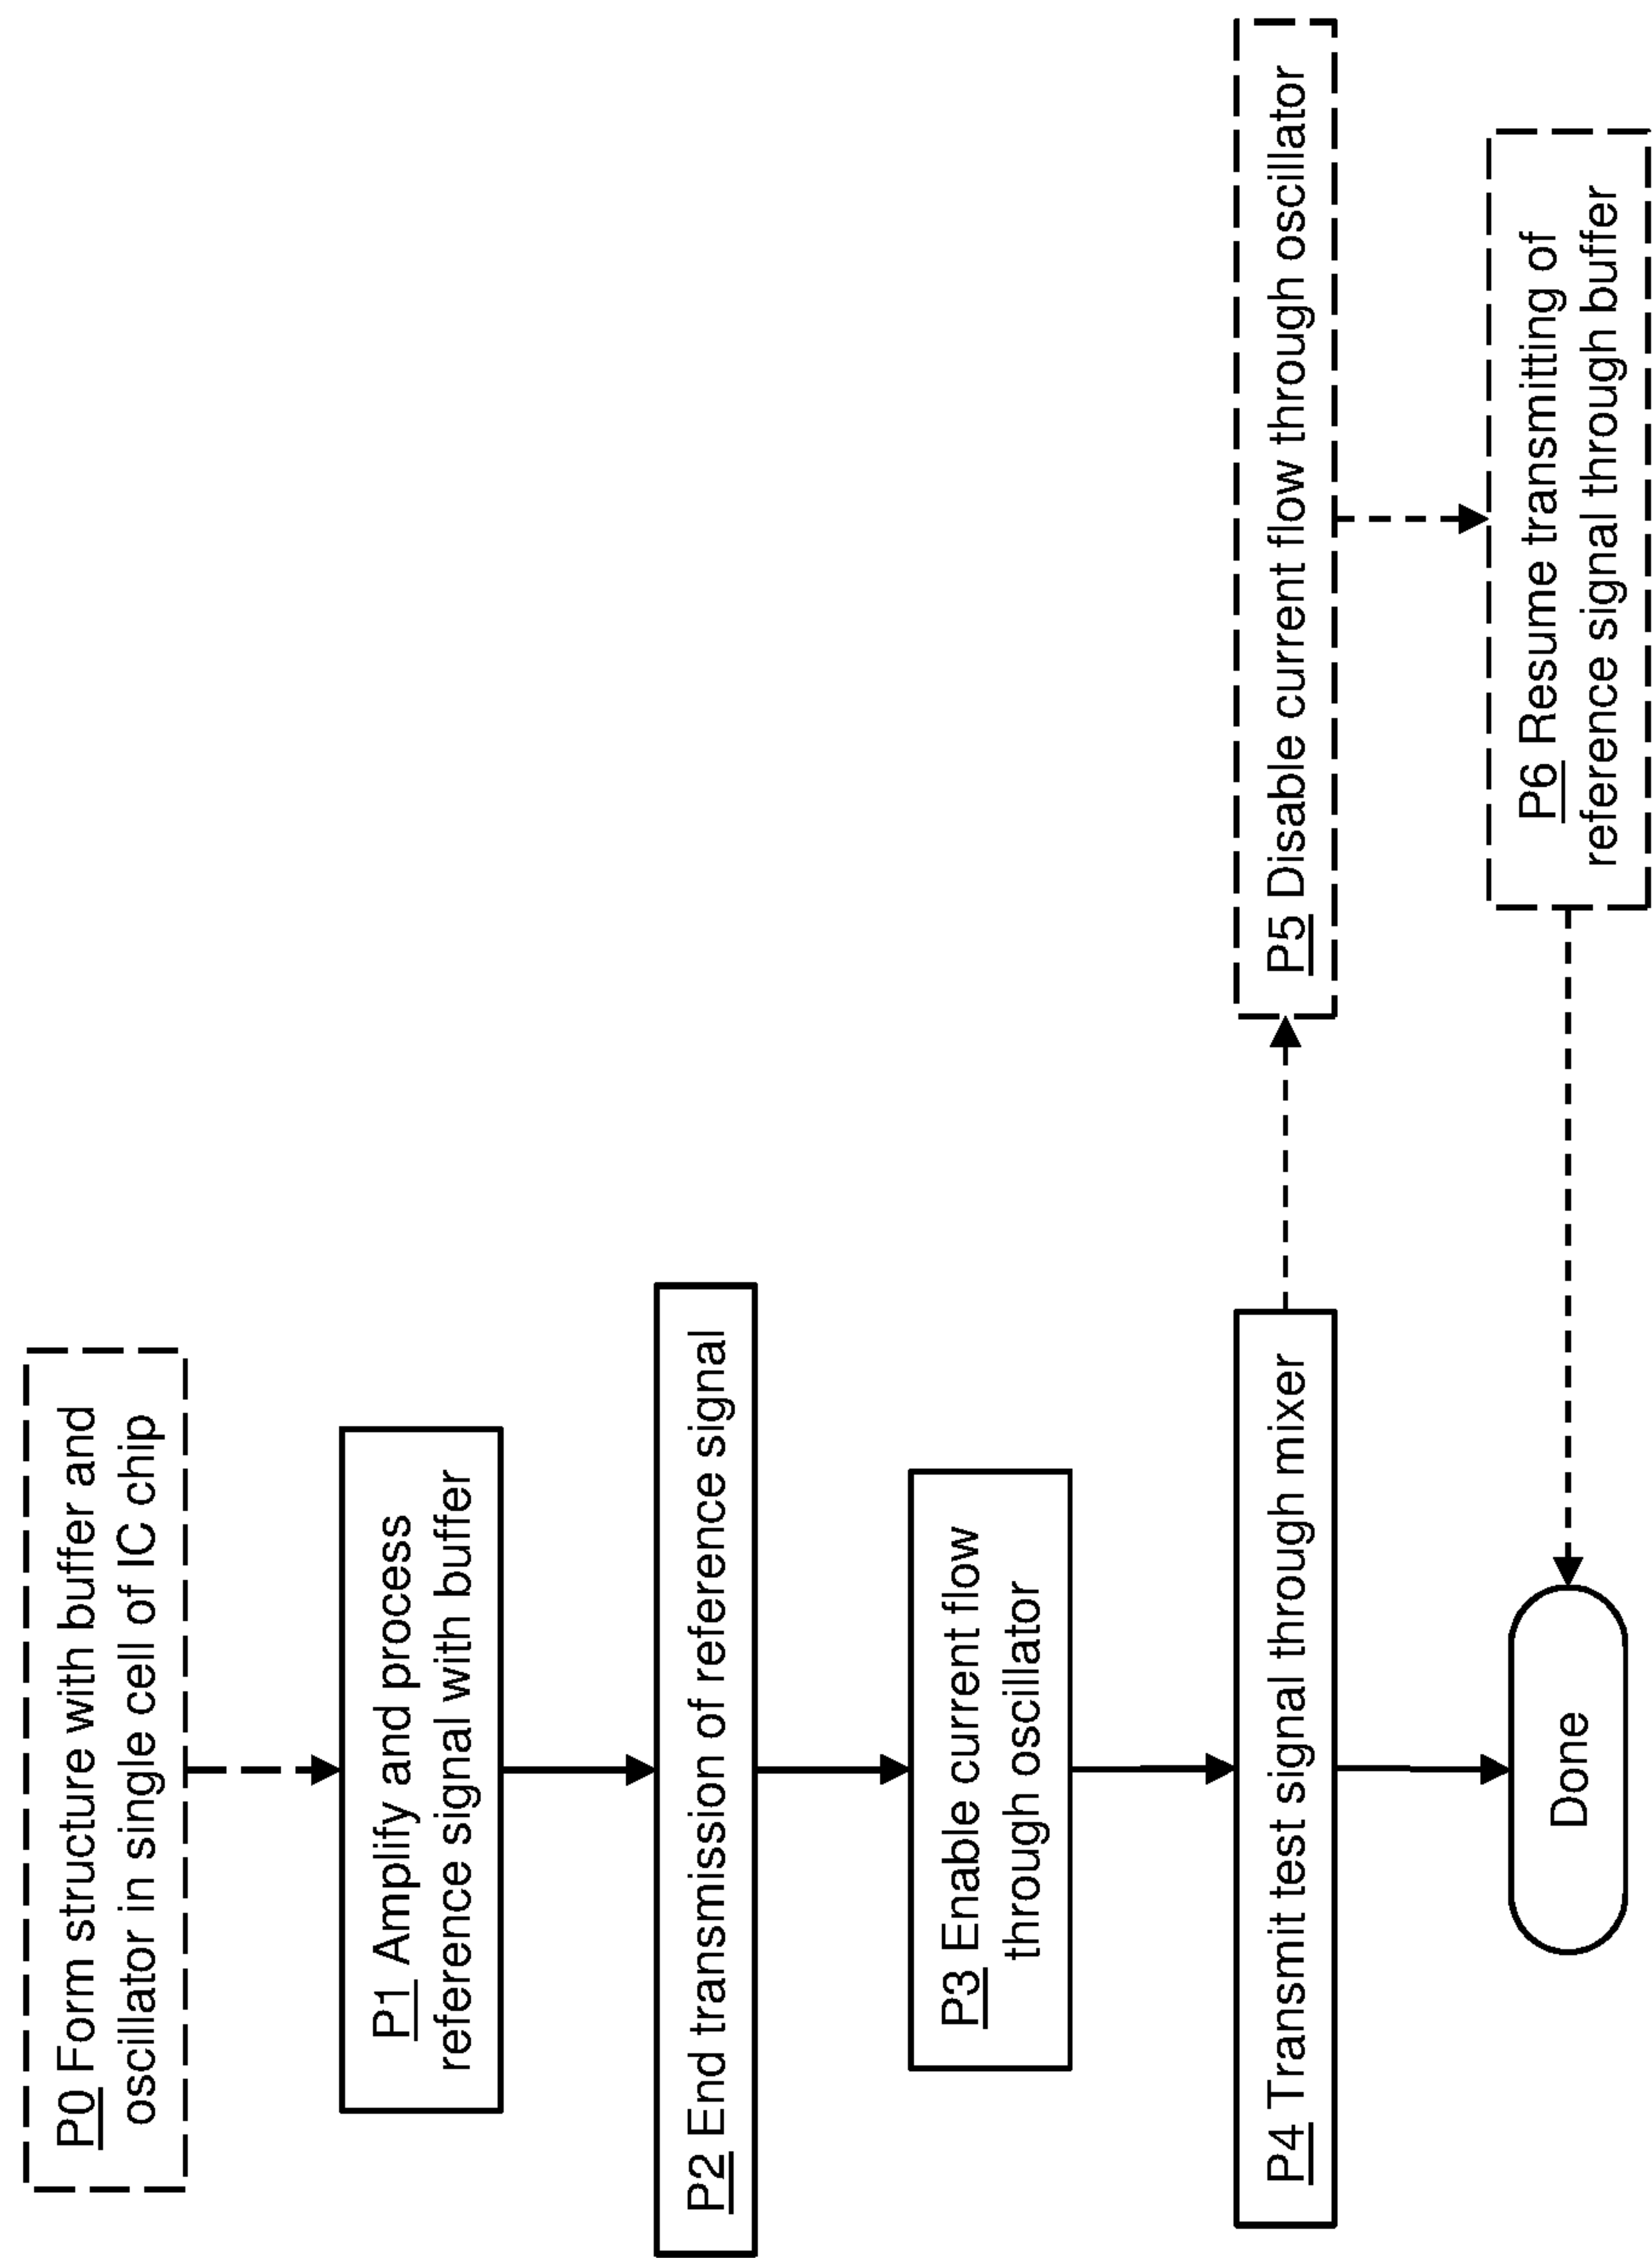 P0 Form structure with buffer and
oscillator in single cell of IC chip
P1 Amplify and process
reference signal with buffer
P2 End transmission of reference signal
P3 Enable current flow
through oscillator
P4 Transmit test signal through mixer
P5 Disable current flow through oscillator
P6 Resume transmitting of
reference signal through buffer
Done